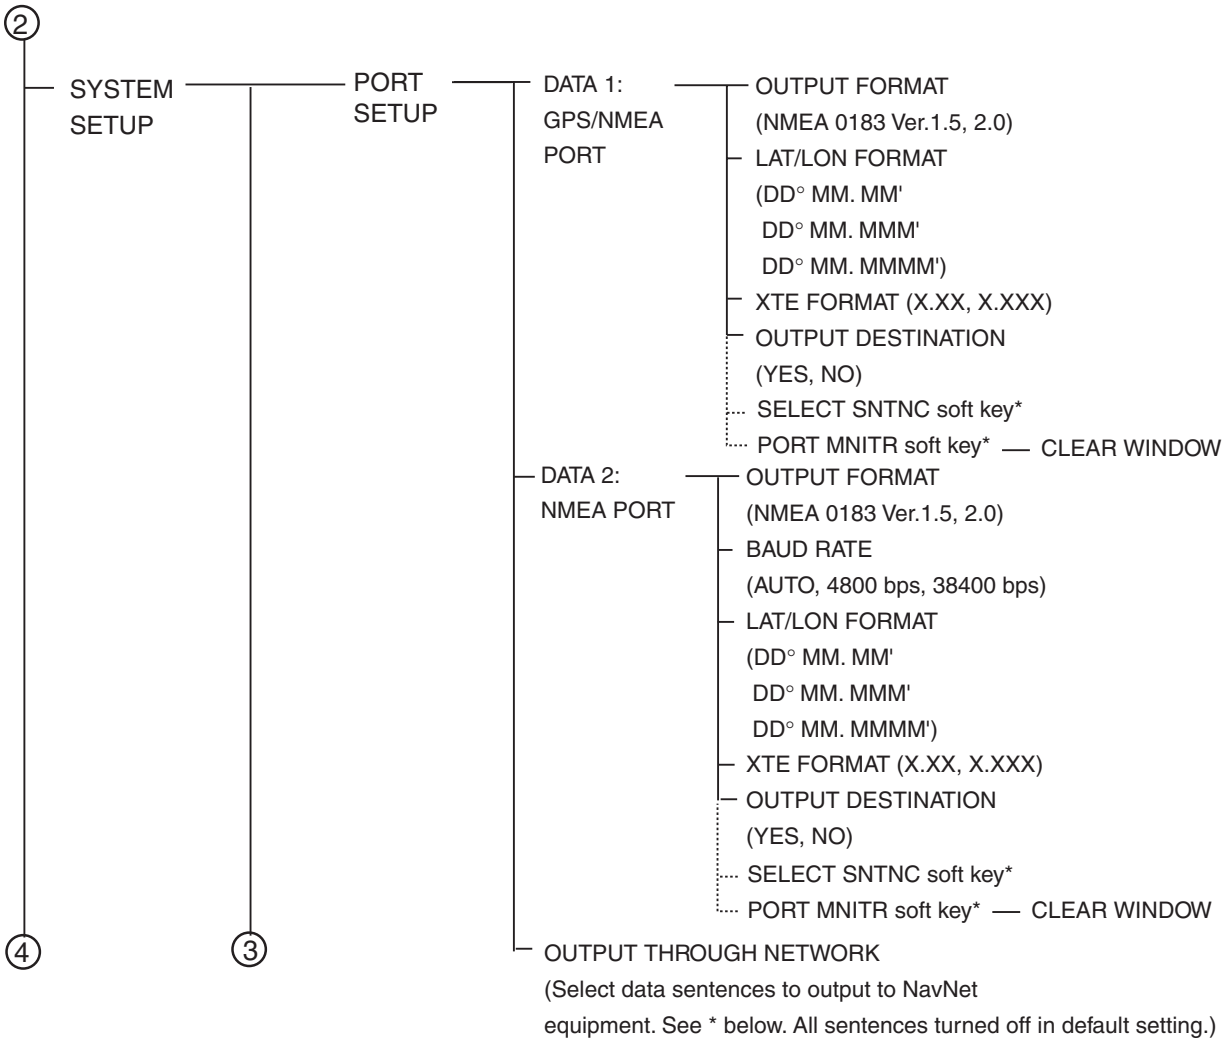 2
SYSTEM
SETUP
PORT
SETUP
DATA 1:
GPS/NMEA
PORT
OUTPUT FORMAT
(NMEA 0183 Ver.1.5, 2.0)
LAT/LON FORMAT
(DD° MM. MM'
DD° MM. MMM'
DD° MM. MMMM')
XTE FORMAT (X.XX, X.XXX)
OUTPUT DESTINATION
(YES, NO)
SELECT SNTNC soft key*
PORT MNITR soft key* — CLEAR WINDOW
DATA 2:
NMEA PORT
OUTPUT FORMAT
(NMEA 0183 Ver.1.5, 2.0)
BAUD RATE
(AUTO, 4800 bps, 38400 bps)
LAT/LON FORMAT
(DD° MM. MM'
DD° MM. MMM'
DD° MM. MMMM')
XTE FORMAT (X.XX, X.XXX)
OUTPUT DESTINATION
(YES, NO)
SELECT SNTNC soft key*
PORT MNITR soft key* — CLEAR WINDOW
4
3
OUTPUT THROUGH NETWORK
(Select data sentences to output to NavNet
equipment. See * below. All sentences turned off in default setting.)